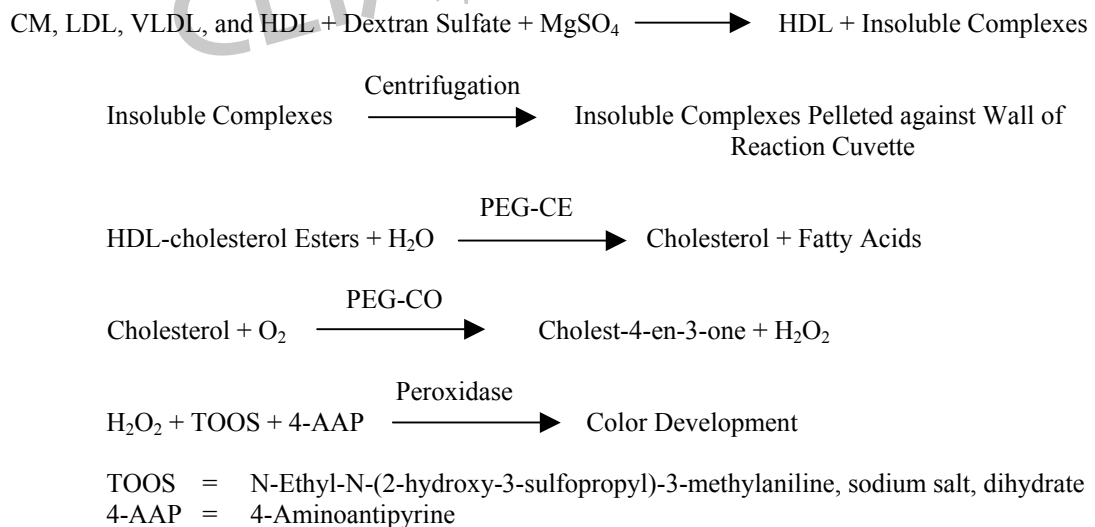 CM, LDL, VLDL, and HDL + Dextran Sulfate + MgSO₄ HDL + Insoluble Complexes
Centrifugation
Insoluble Complexes Insoluble Complexes Pelleted against Wall of
Reaction Cuvette
PEG-CE
HDL-cholesterol Esters + H₂O Cholesterol + Fatty Acids
PEG-CO
Cholesterol + O₂ Cholest-4-en-3-one + H₂O₂
Peroxidase
H₂O₂ + TOOS + 4-AAP Color Development
TOOS = N-Ethyl-N-(2-hydroxy-3-sulfopropyl)-3-methylaniline, sodium salt, dihydrate
4-AAP = 4-Aminoantipyrine